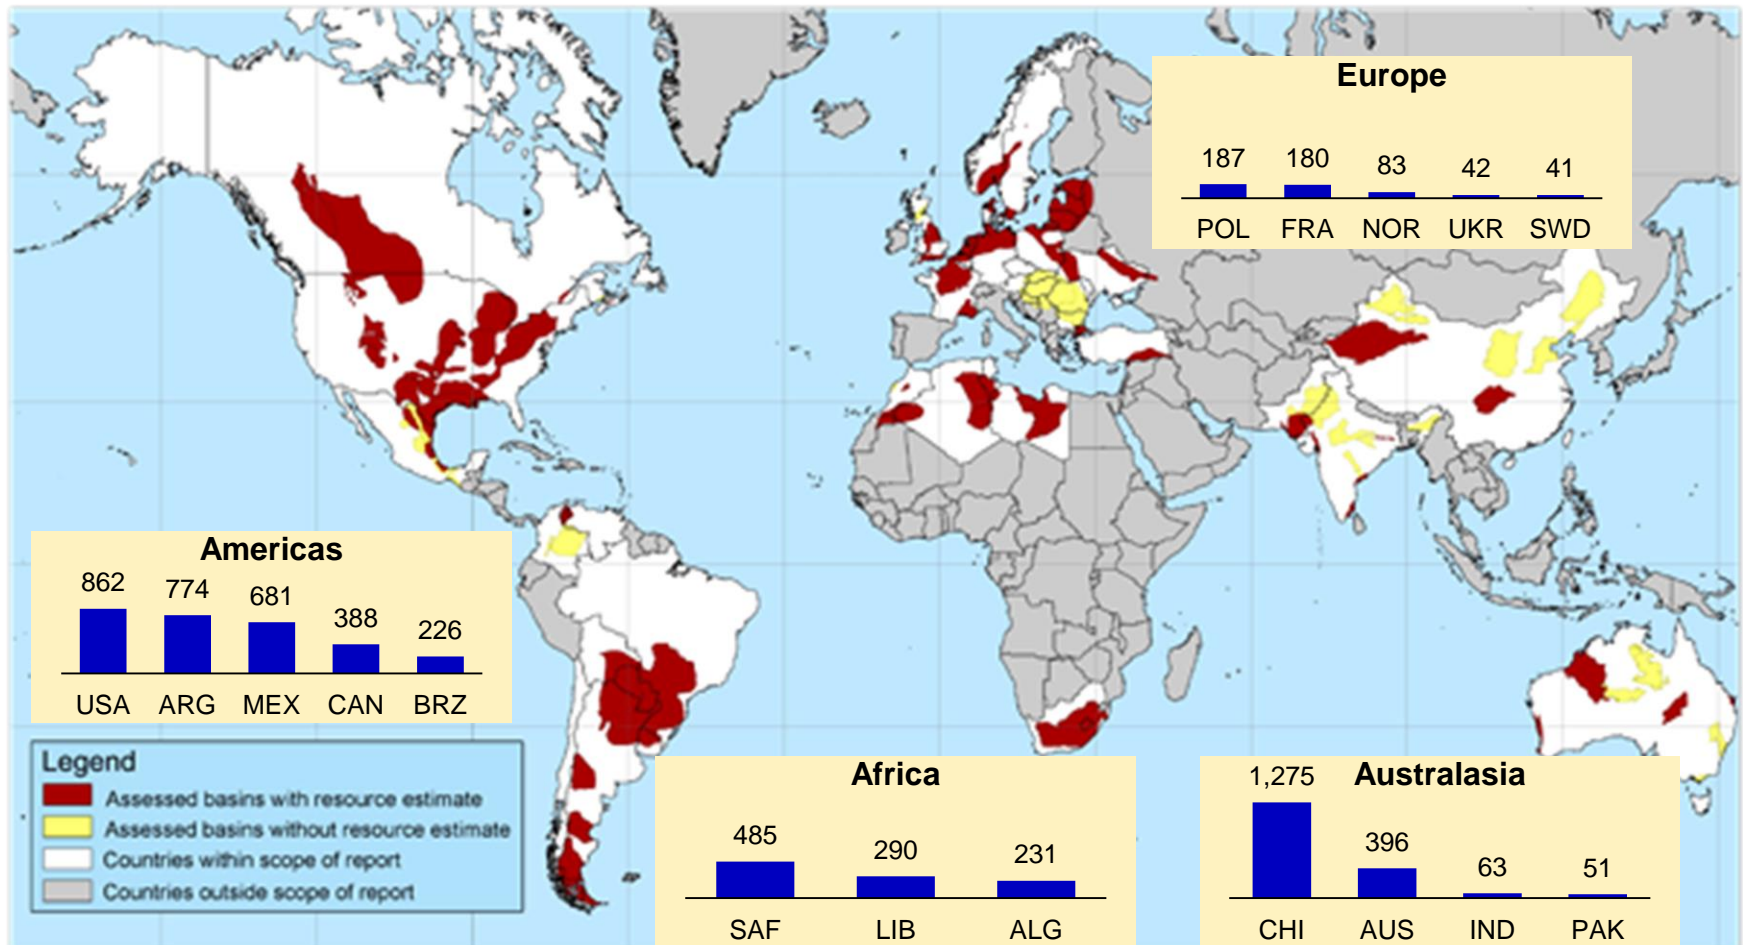 Europe
187 180 83 42 41
POL FRA NOR UKR SWD
Americas
862 774 681 388 226
USA ARG MEX CAN BRZ
Legend
Assessed basins with resource estimate
Assessed basins without resource estimate
Countries within scope of report
Countries outside scope of report
Africa
485 290 231
SAF LIB ALG
Australasia
1,275 396 63 51
CHI AUS IND PAK